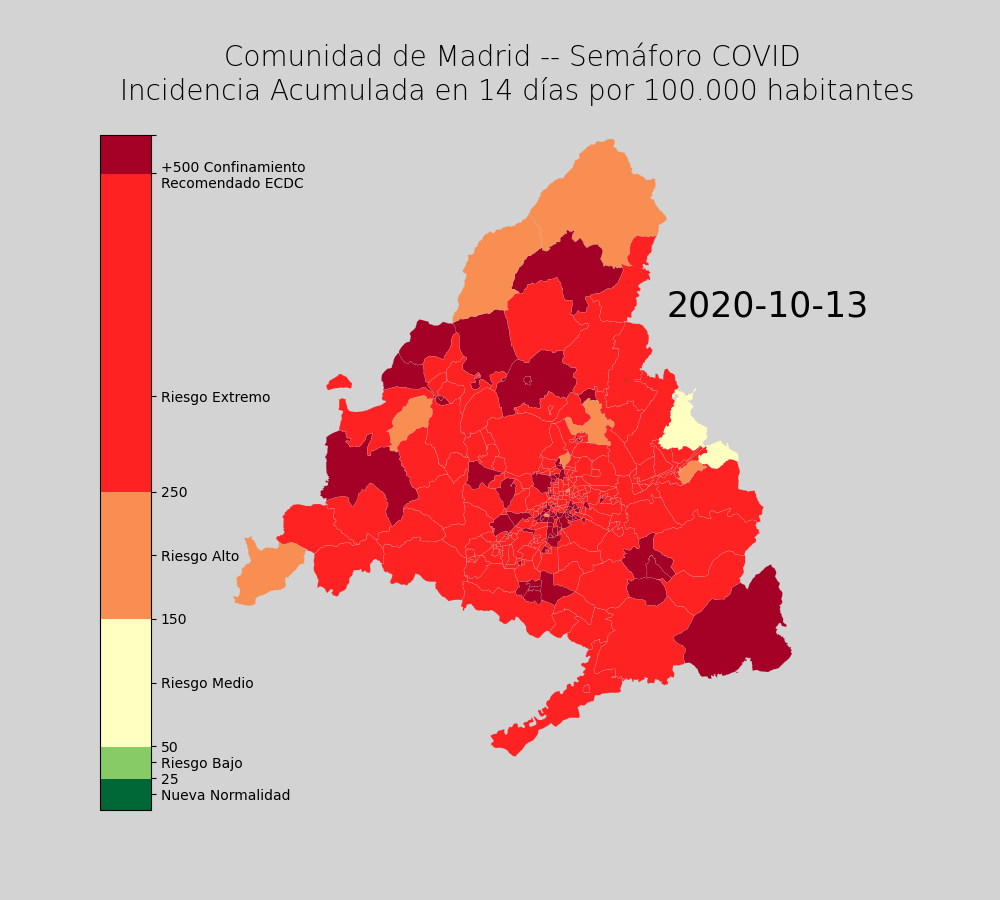 Comunidad de Madrid -- Semáforo COVID
Incidencia Acumulada en 14 días por 100.000 habitantes
+500 Confinamiento
Recomendado ECDC
2020-10-13
Riesgo Extremo
250
Riesgo Alto
150
Riesgo Medio
50
Riesgo Bajo
25
Nueva Normalidad